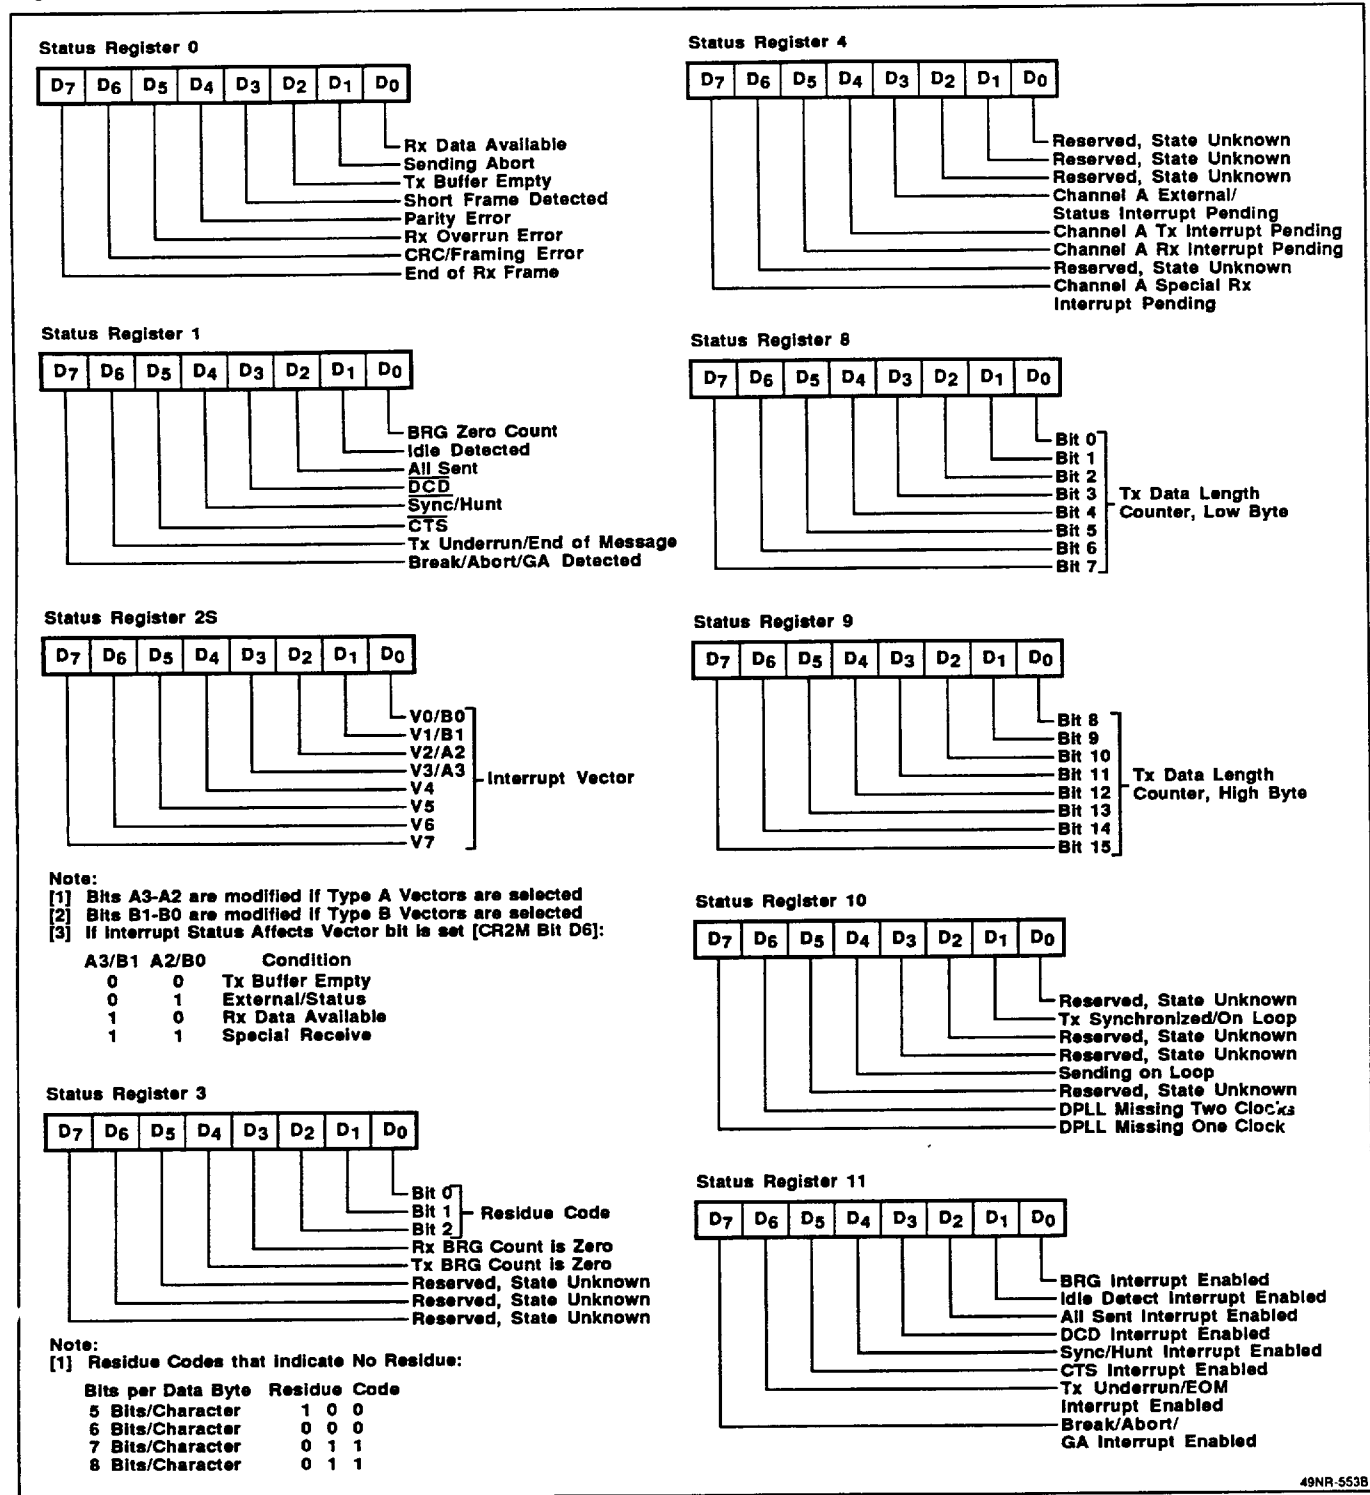 Status Register 0
D7 D6 D5 D4 D3 D2 D1 D0
Rx Data Available
Sending Abort
Tx Buffer Empty
Short Frame Detected
Parity Error
Rx Overrun Error
CRC/Framing Error
End of Rx Frame
Status Register 1
D7 D6 D5 D4 D3 D2 D1 D0
BRG Zero Count
Idle Detected
All Sent
DCD
Sync/Hunt
CTS
Tx Underrun/End of Message
Break/Abort/GA Detected
Status Register 2S
D7 D6 D5 D4 D3 D2 D1 D0
V0/B0
V1/B1
V2/A2
V3/A3
V4
V5
V6
V7
Interrupt Vector
Note:
[1] Bits A3-A2 are modified if Type A Vectors are selected
[2] Bits B1-B0 are modified if Type B Vectors are selected
[3] If Interrupt Status Affects Vector bit is set [CR2M Bit D6]:
A3/B1 A2/B0 Condition
0 0 Tx Buffer Empty
0 1 External/Status
1 0 Rx Data Available
1 1 Special Receive
Status Register 3
D7 D6 D5 D4 D3 D2 D1 D0
Bit 0
Bit 1
Bit 2
Residue Code
Rx BRG Count is Zero
Tx BRG Count is Zero
Reserved, State Unknown
Reserved, State Unknown
Reserved, State Unknown
Note:
[1] Residue Codes that indicate No Residue:
Bits per Data Byte Residue Code
5 Bits/Character 1 0 0
6 Bits/Character 0 0 0
7 Bits/Character 0 1 1
8 Bits/Character 0 1 1
Status Register 4
D7 D6 D5 D4 D3 D2 D1 D0
Reserved, State Unknown
Reserved, State Unknown
Reserved, State Unknown
Channel A External/
Status Interrupt Pending
Channel A Tx Interrupt Pending
Channel A Rx Interrupt Pending
Reserved, State Unknown
Channel A Special Rx
Interrupt Pending
Status Register 8
D7 D6 D5 D4 D3 D2 D1 D0
Bit 0
Bit 1
Bit 2
Bit 3
Bit 4
Bit 5
Bit 6
Bit 7
Tx Data Length
Counter, Low Byte
Status Register 9
D7 D6 D5 D4 D3 D2 D1 D0
Bit 8
Bit 9
Bit 10
Bit 11
Bit 12
Bit 13
Bit 14
Bit 15
Tx Data Length
Counter, High Byte
Status Register 10
D7 D6 D5 D4 D3 D2 D1 D0
Reserved, State Unknown
Tx Synchronized/On Loop
Reserved, State Unknown
Reserved, State Unknown
Sending on Loop
Reserved, State Unknown
DPLL Missing Two Clocks
DPLL Missing One Clock
Status Register 11
D7 D6 D5 D4 D3 D2 D1 D0
BRG Interrupt Enabled
Idle Detect Interrupt Enabled
All Sent Interrupt Enabled
DCD Interrupt Enabled
Sync/Hunt Interrupt Enabled
CTS Interrupt Enabled
Tx Underrun/EOM
Interrupt Enabled
Break/Abort/
GA Interrupt Enabled
49NR-553B